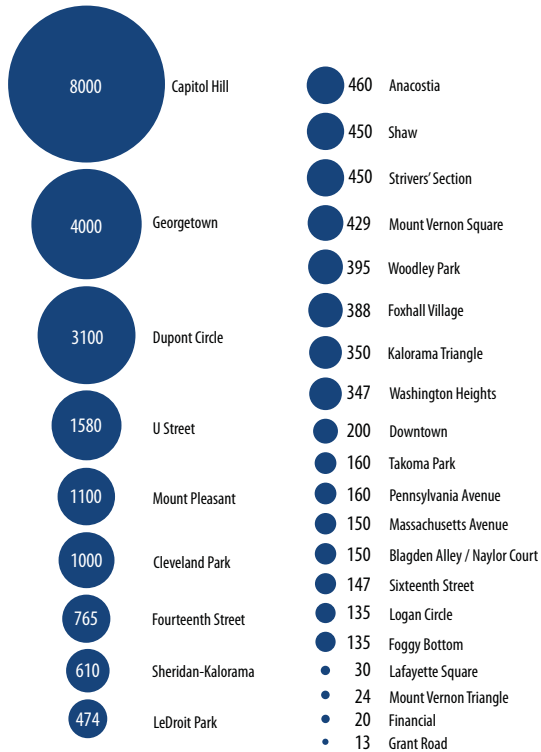 8000 Capitol Hill
4000 Georgetown
3100 Dupont Circle
1580 U Street
1100 Mount Pleasant
1000 Cleveland Park
765 Fourteenth Street
610 Sheridan-Kalorama
474 LeDroit Park
460 Anacostia
450 Shaw
450 Strivers’ Section
429 Mount Vernon Square
395 Woodley Park
388 Foxhall Village
350 Kalorama Triangle
347 Washington Heights
200 Downtown
160 Takoma Park
160 Pennsylvania Avenue
150 Massachusetts Avenue
150 Blagden Alley / Naylor Court
147 Sixteenth Street
135 Logan Circle
135 Foggy Bottom
30 Lafayette Square
24 Mount Vernon Triangle
20 Financial
13 Grant Road